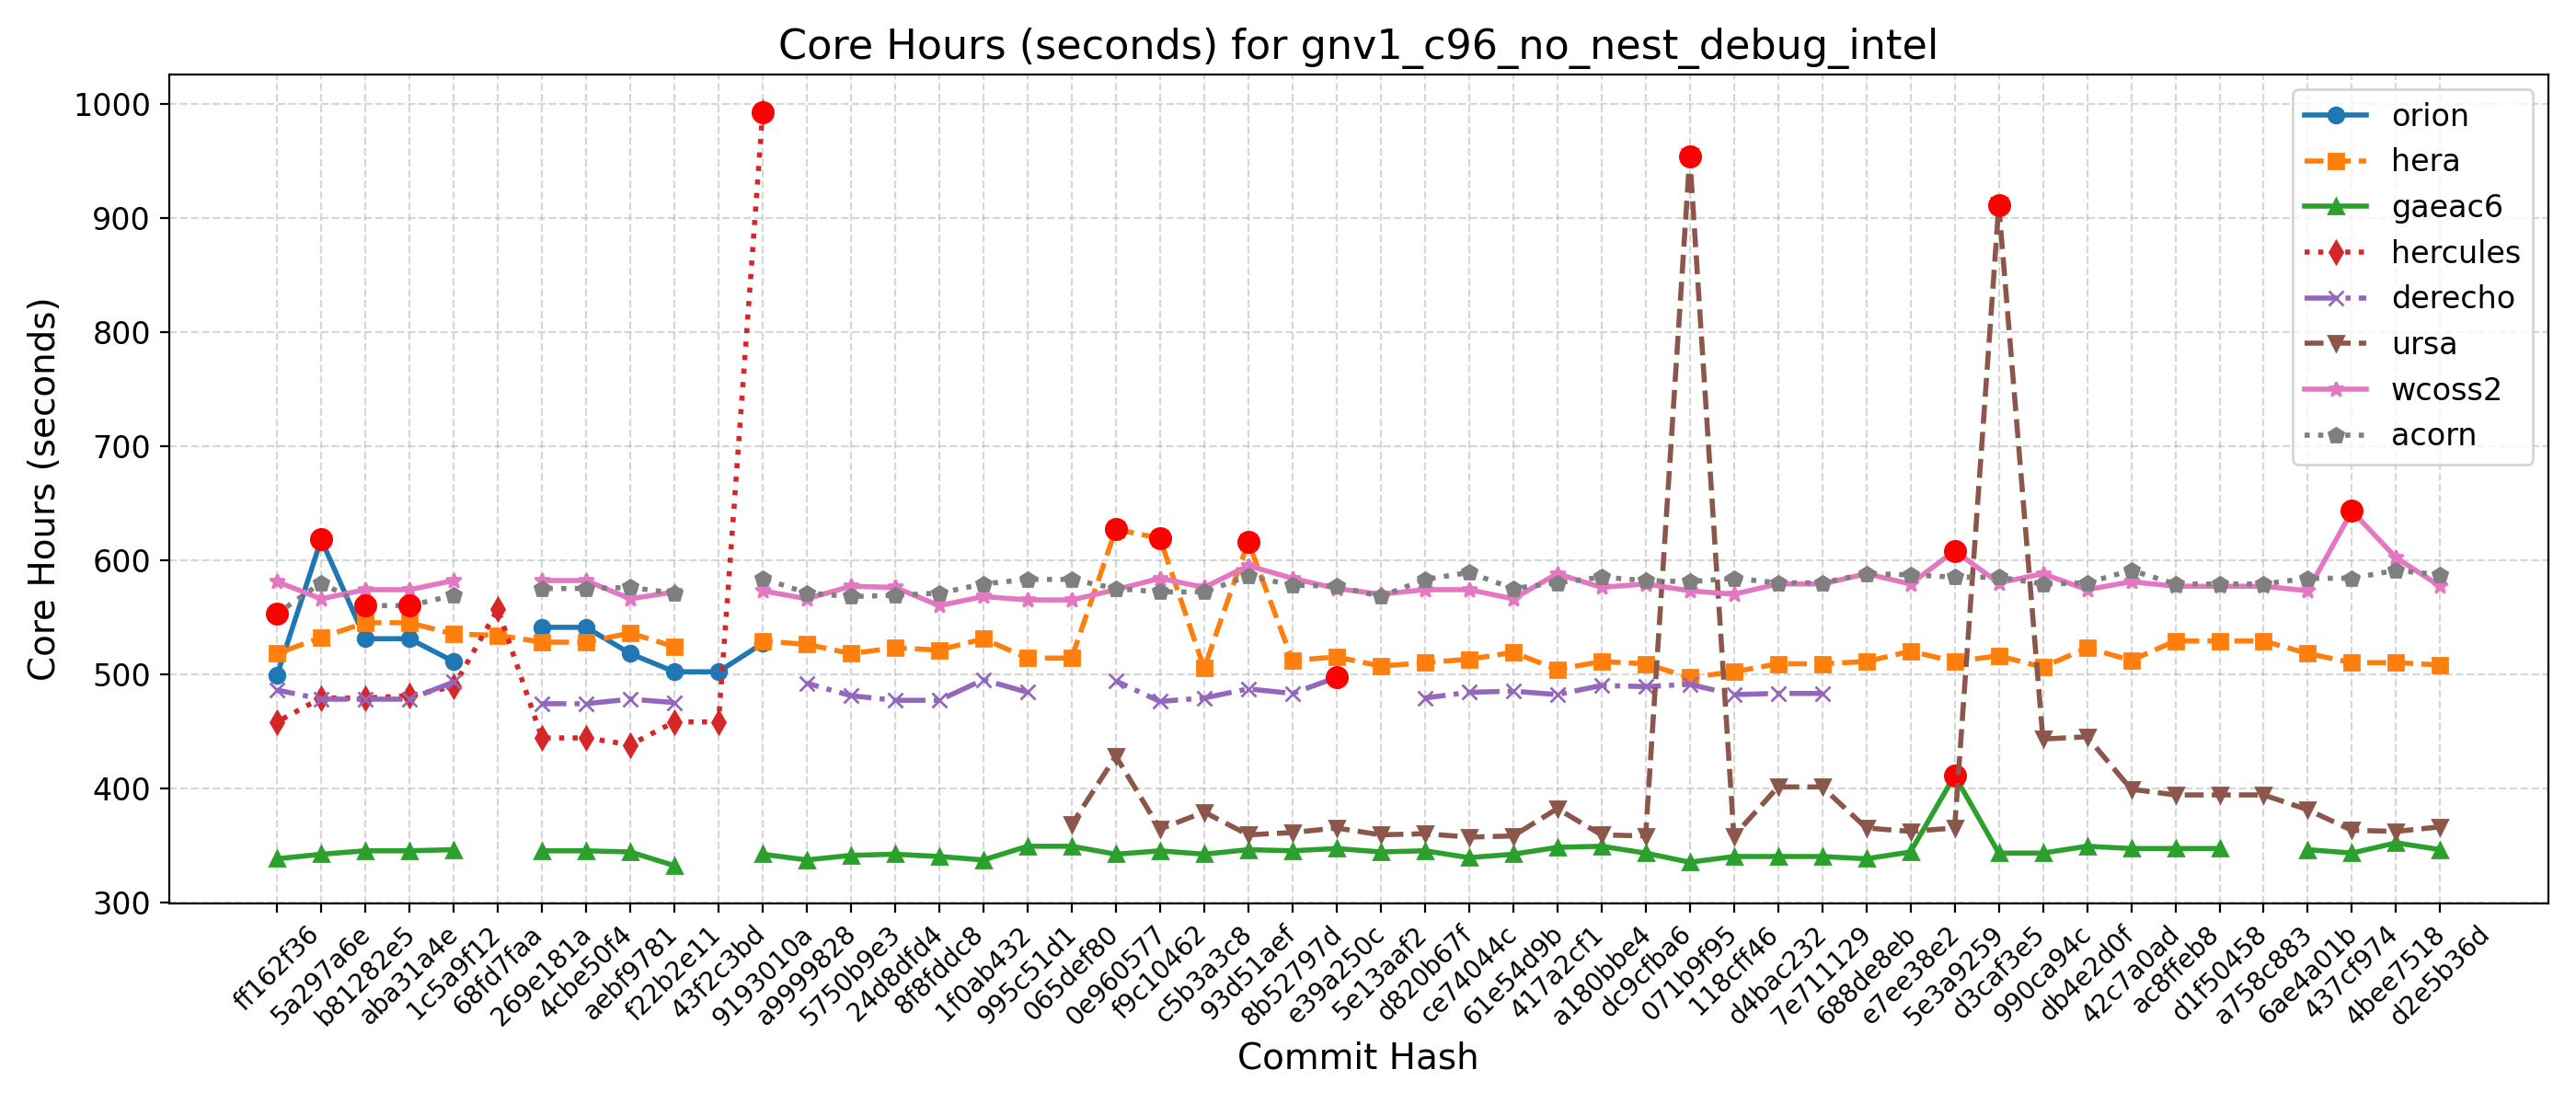 Core Hours (seconds) for gnv1_c96_no_nest_debug_intel
Core Hours (seconds)
1000
900
800
700
600
500
400
300
orion
hera
gaeac6
hercules
derecho
ursa
wcoss2
acorn
ff162f36
5a297a6e
b81282e5
aba31a4e
1c5a9f12
68fd7faa
269e181a
4cbe50f4
aebf9781
f22b2e11
43f2c3bd
9193010a
a9999828
5750b9e3
24d8dfd4
8f8fddc8
1f0ab432
995c51d1
065def80
0e960577
f9c10462
c5b3a3c8
93d51aef
8b52797d
e39a250c
5e13aaf2
d820b67f
ce74044c
61e54d9b
417a2cf1
a180bbe4
dc9cfba6
071b9f95
118cff46
d4bac232
7e711129
688de8eb
e7ee38e2
5e3a9259
d3caf3e5
990ca94c
db4e2d0f
42c7a0ad
ac8ffeb8
d1f50458
a758c883
6ae4a01b
437cf974
4bee7518
d2e5b36d
Commit Hash